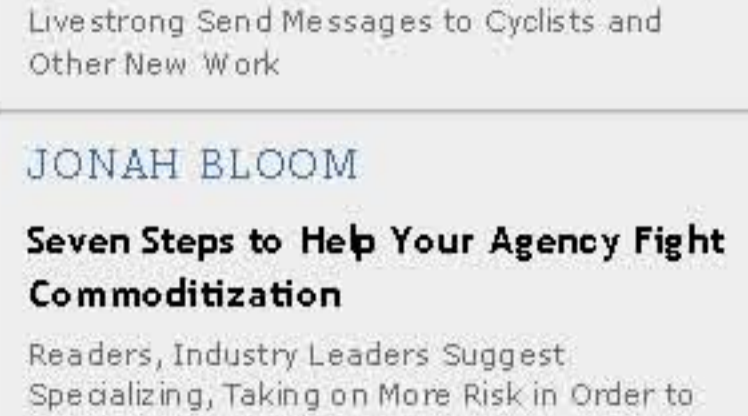 Livestrong Send Messages to Cyclists and
Other New Work
JONAH BLOOM
Seven Steps to Help Your Agency Fight
Commoditization
Readers, Industry Leaders Suggest
Specializing, Taking on More Risk in Order to